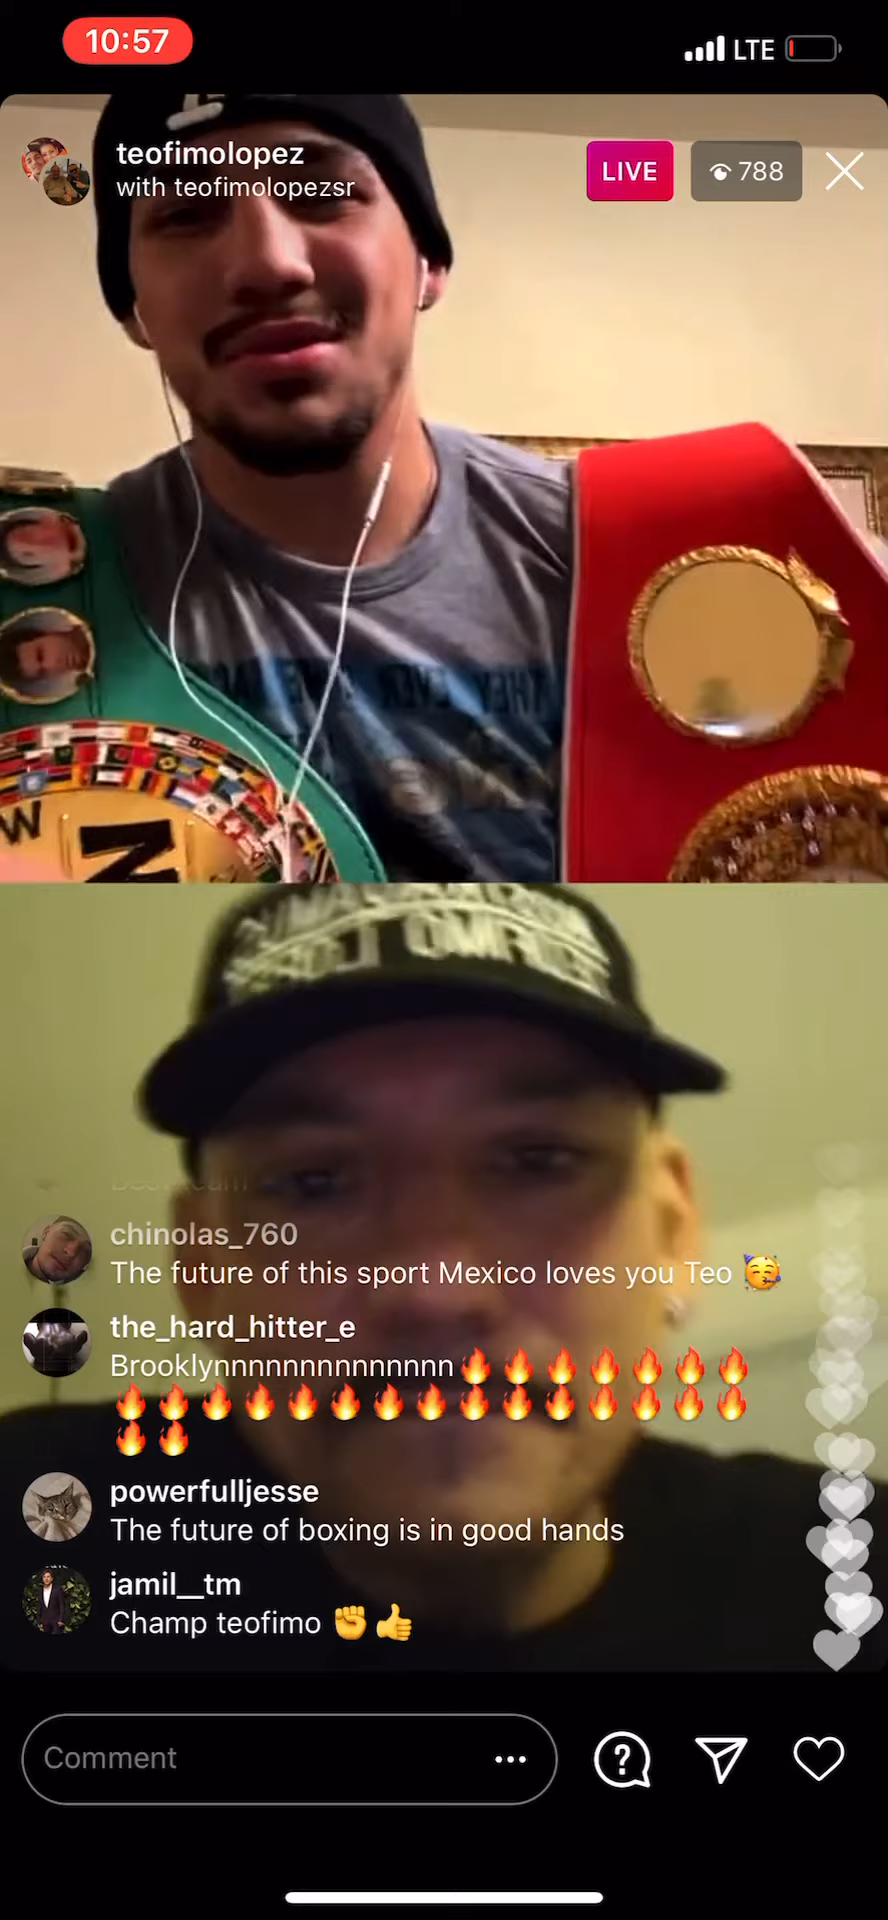 10:57
LTE
teofimolopez
with teofimolopezsr
LIVE
788
W
chinolas_760
The future of this sport Mexico loves you Teo 🥳
the_hard_hitter_e
Brooklynnnnnnnnnnnnnnn🔥🔥🔥🔥🔥🔥🔥
🔥🔥🔥🔥🔥🔥🔥🔥🔥🔥🔥🔥🔥🔥🔥
🔥🔥
powerfulljesse
The future of boxing is in good hands
jamil__tm
Champ teofimo ✊👍
Comment